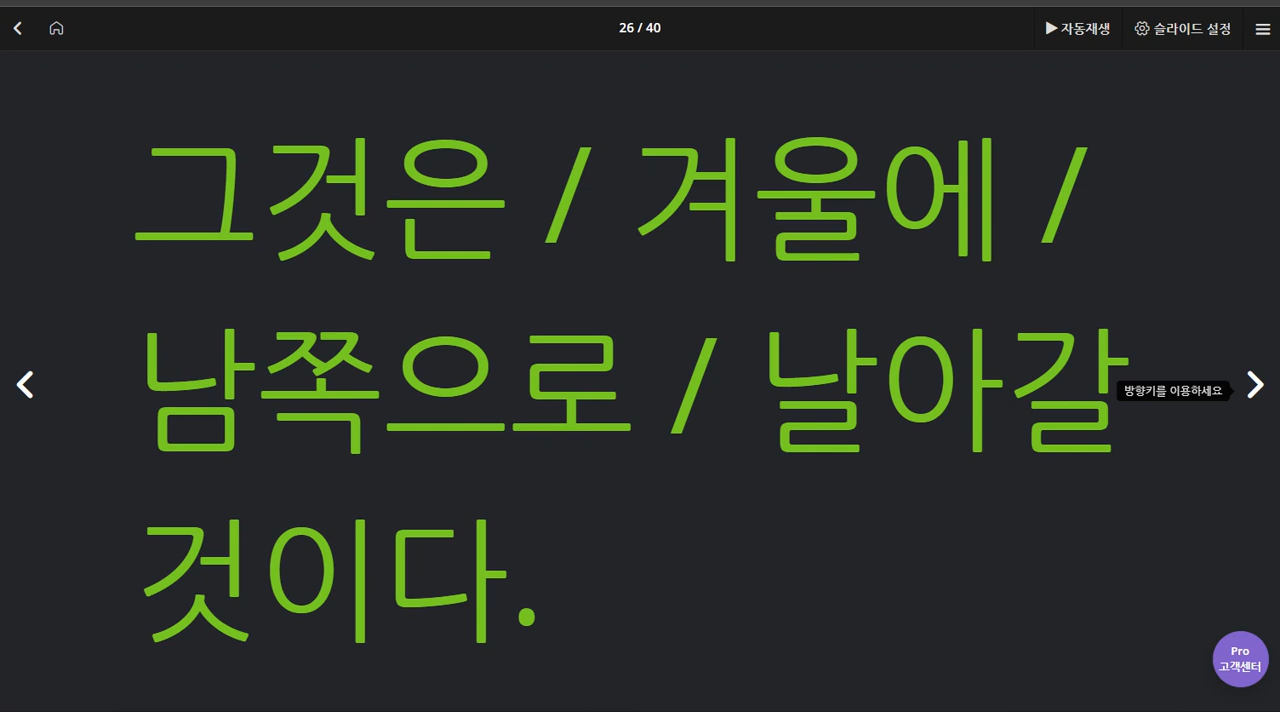 26 / 40
▶ 자동재생
슬라이드 설정
그것은 / 겨울에 /
남쪽으로 / 날아갈
방향키를 이용하세요
것이다.
Pro
고객센터